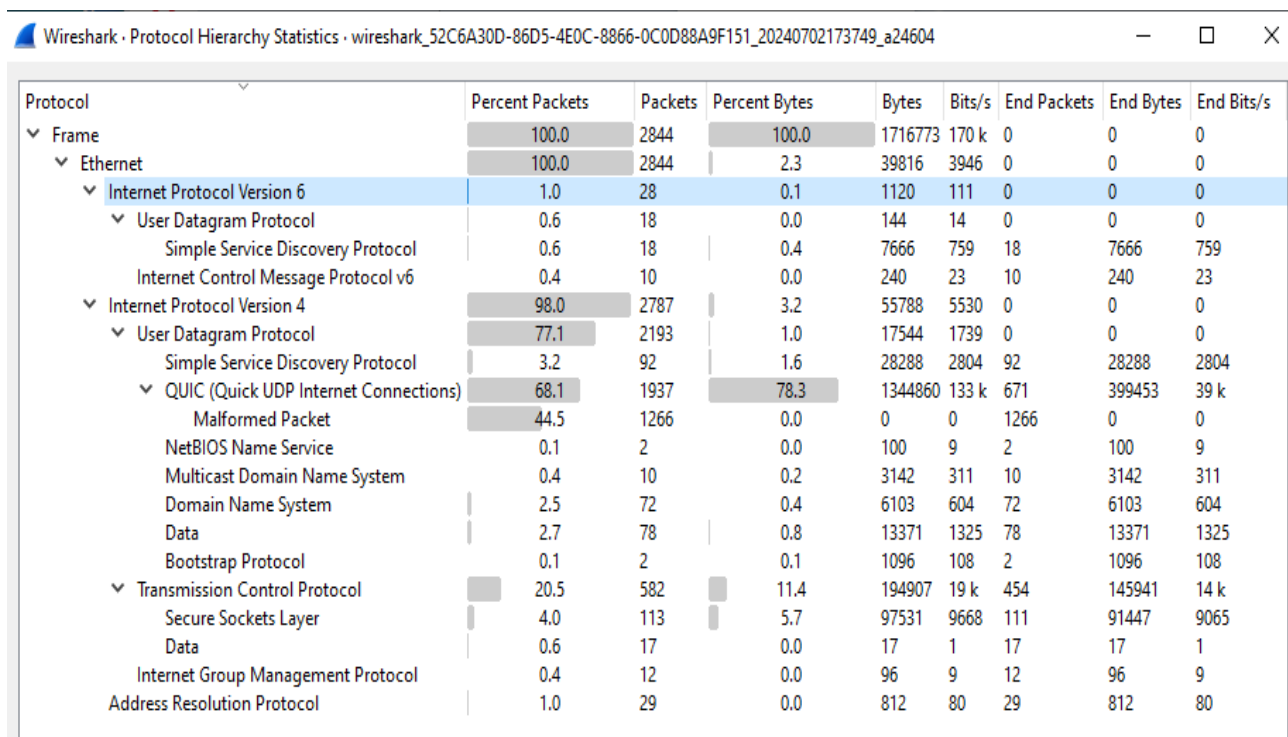 Wireshark · Protocol Hierarchy Statistics · wireshark_52C6A30D-86D5-4E0C-8866-0C0D88A9F151_20240702173749_a24604
Protocol Percent Packets Packets Percent Bytes Bytes Bits/s End Packets End Bytes End Bits/s
Frame 100.0 2844 100.0 1716773 170 k 0 0 0
Ethernet 100.0 2844 2.3 39816 3946 0 0 0
Internet Protocol Version 6 1.0 28 0.1 1120 111 0 0 0
User Datagram Protocol 0.6 18 0.0 144 14 0 0 0
Simple Service Discovery Protocol 0.6 18 0.4 7666 759 18 7666 759
Internet Control Message Protocol v6 0.4 10 0.0 240 23 10 240 23
Internet Protocol Version 4 98.0 2787 3.2 55788 5530 0 0 0
User Datagram Protocol 77.1 2193 1.0 17544 1739 0 0 0
Simple Service Discovery Protocol 3.2 92 1.6 28288 2804 92 28288 2804
QUIC (Quick UDP Internet Connections) 68.1 1937 78.3 1344860 133 k 671 399453 39 k
Malformed Packet 44.5 1266 0.0 0 0 1266 0 0
NetBIOS Name Service 0.1 2 0.0 100 9 2 100 9
Multicast Domain Name System 0.4 10 0.2 3142 311 10 3142 311
Domain Name System 2.5 72 0.4 6103 604 72 6103 604
Data 2.7 78 0.8 13371 1325 78 13371 1325
Bootstrap Protocol 0.1 2 0.1 1096 108 2 1096 108
Transmission Control Protocol 20.5 582 11.4 194907 19 k 454 145941 14 k
Secure Sockets Layer 4.0 113 5.7 97531 9668 111 91447 9065
Data 0.6 17 0.0 17 1 17 17 1
Internet Group Management Protocol 0.4 12 0.0 96 9 12 96 9
Address Resolution Protocol 1.0 29 0.0 812 80 29 812 80